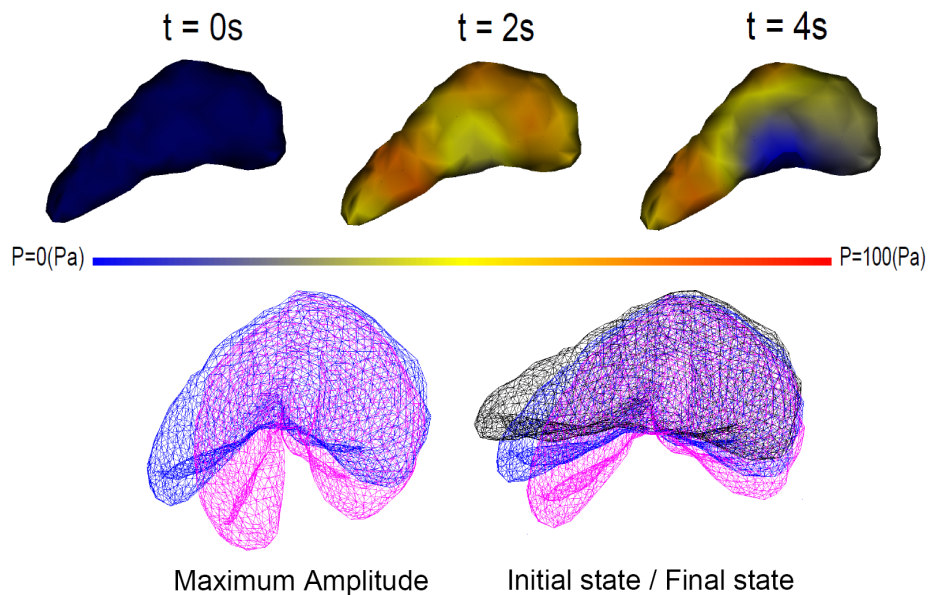 t = 0s t = 2s t = 4s
P=0(Pa) P=100(Pa)
Maximum Amplitude Initial state / Final state